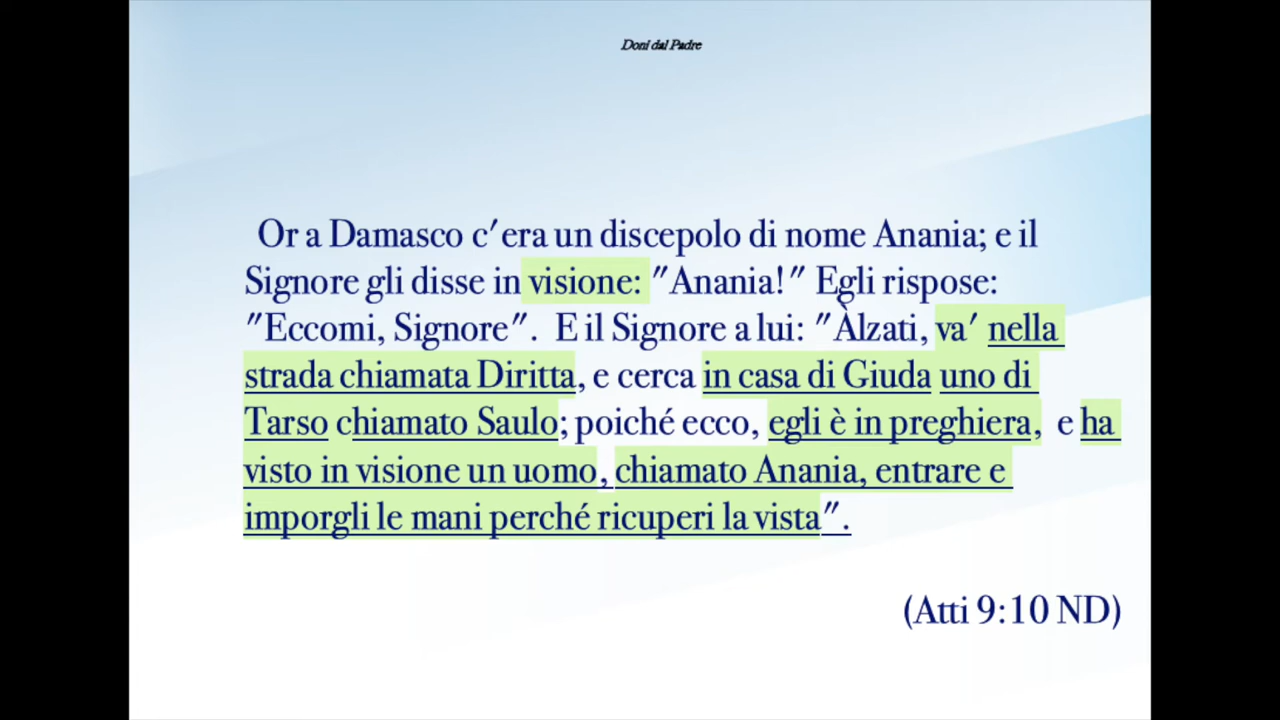 Doni dal Padre
Or a Damasco c'era un discepolo di nome Anania; e il
Signore gli disse in visione: "Anania!" Egli rispose:
"Eccomi, Signore". E il Signore a lui: "Àlzati, va' nella
strada chiamata Diritta, e cerca in casa di Giuda uno di
Tarso chiamato Saulo; poiché ecco, egli è in preghiera, e ha
visto in visione un uomo, chiamato Anania, entrare e
imporgli le mani perché ricuperi la vista".
(Atti 9:10 ND)